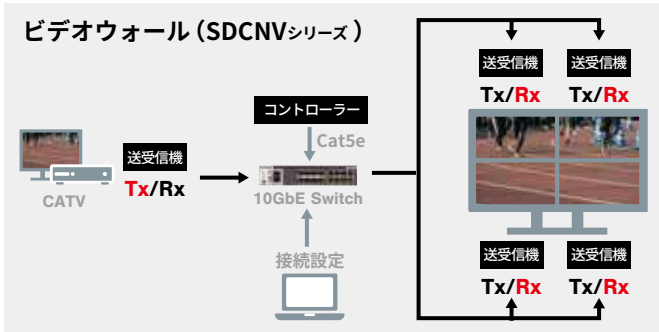 ビデオウォール（SDCNVシリーズ）
送受信機 送受信機
Tx/Rx Tx/Rx
コントローラー
Cat5e
送受信機
Tx/Rx
CATV
10GbE Switch
接続設定
送受信機 送受信機
Tx/Rx Tx/Rx